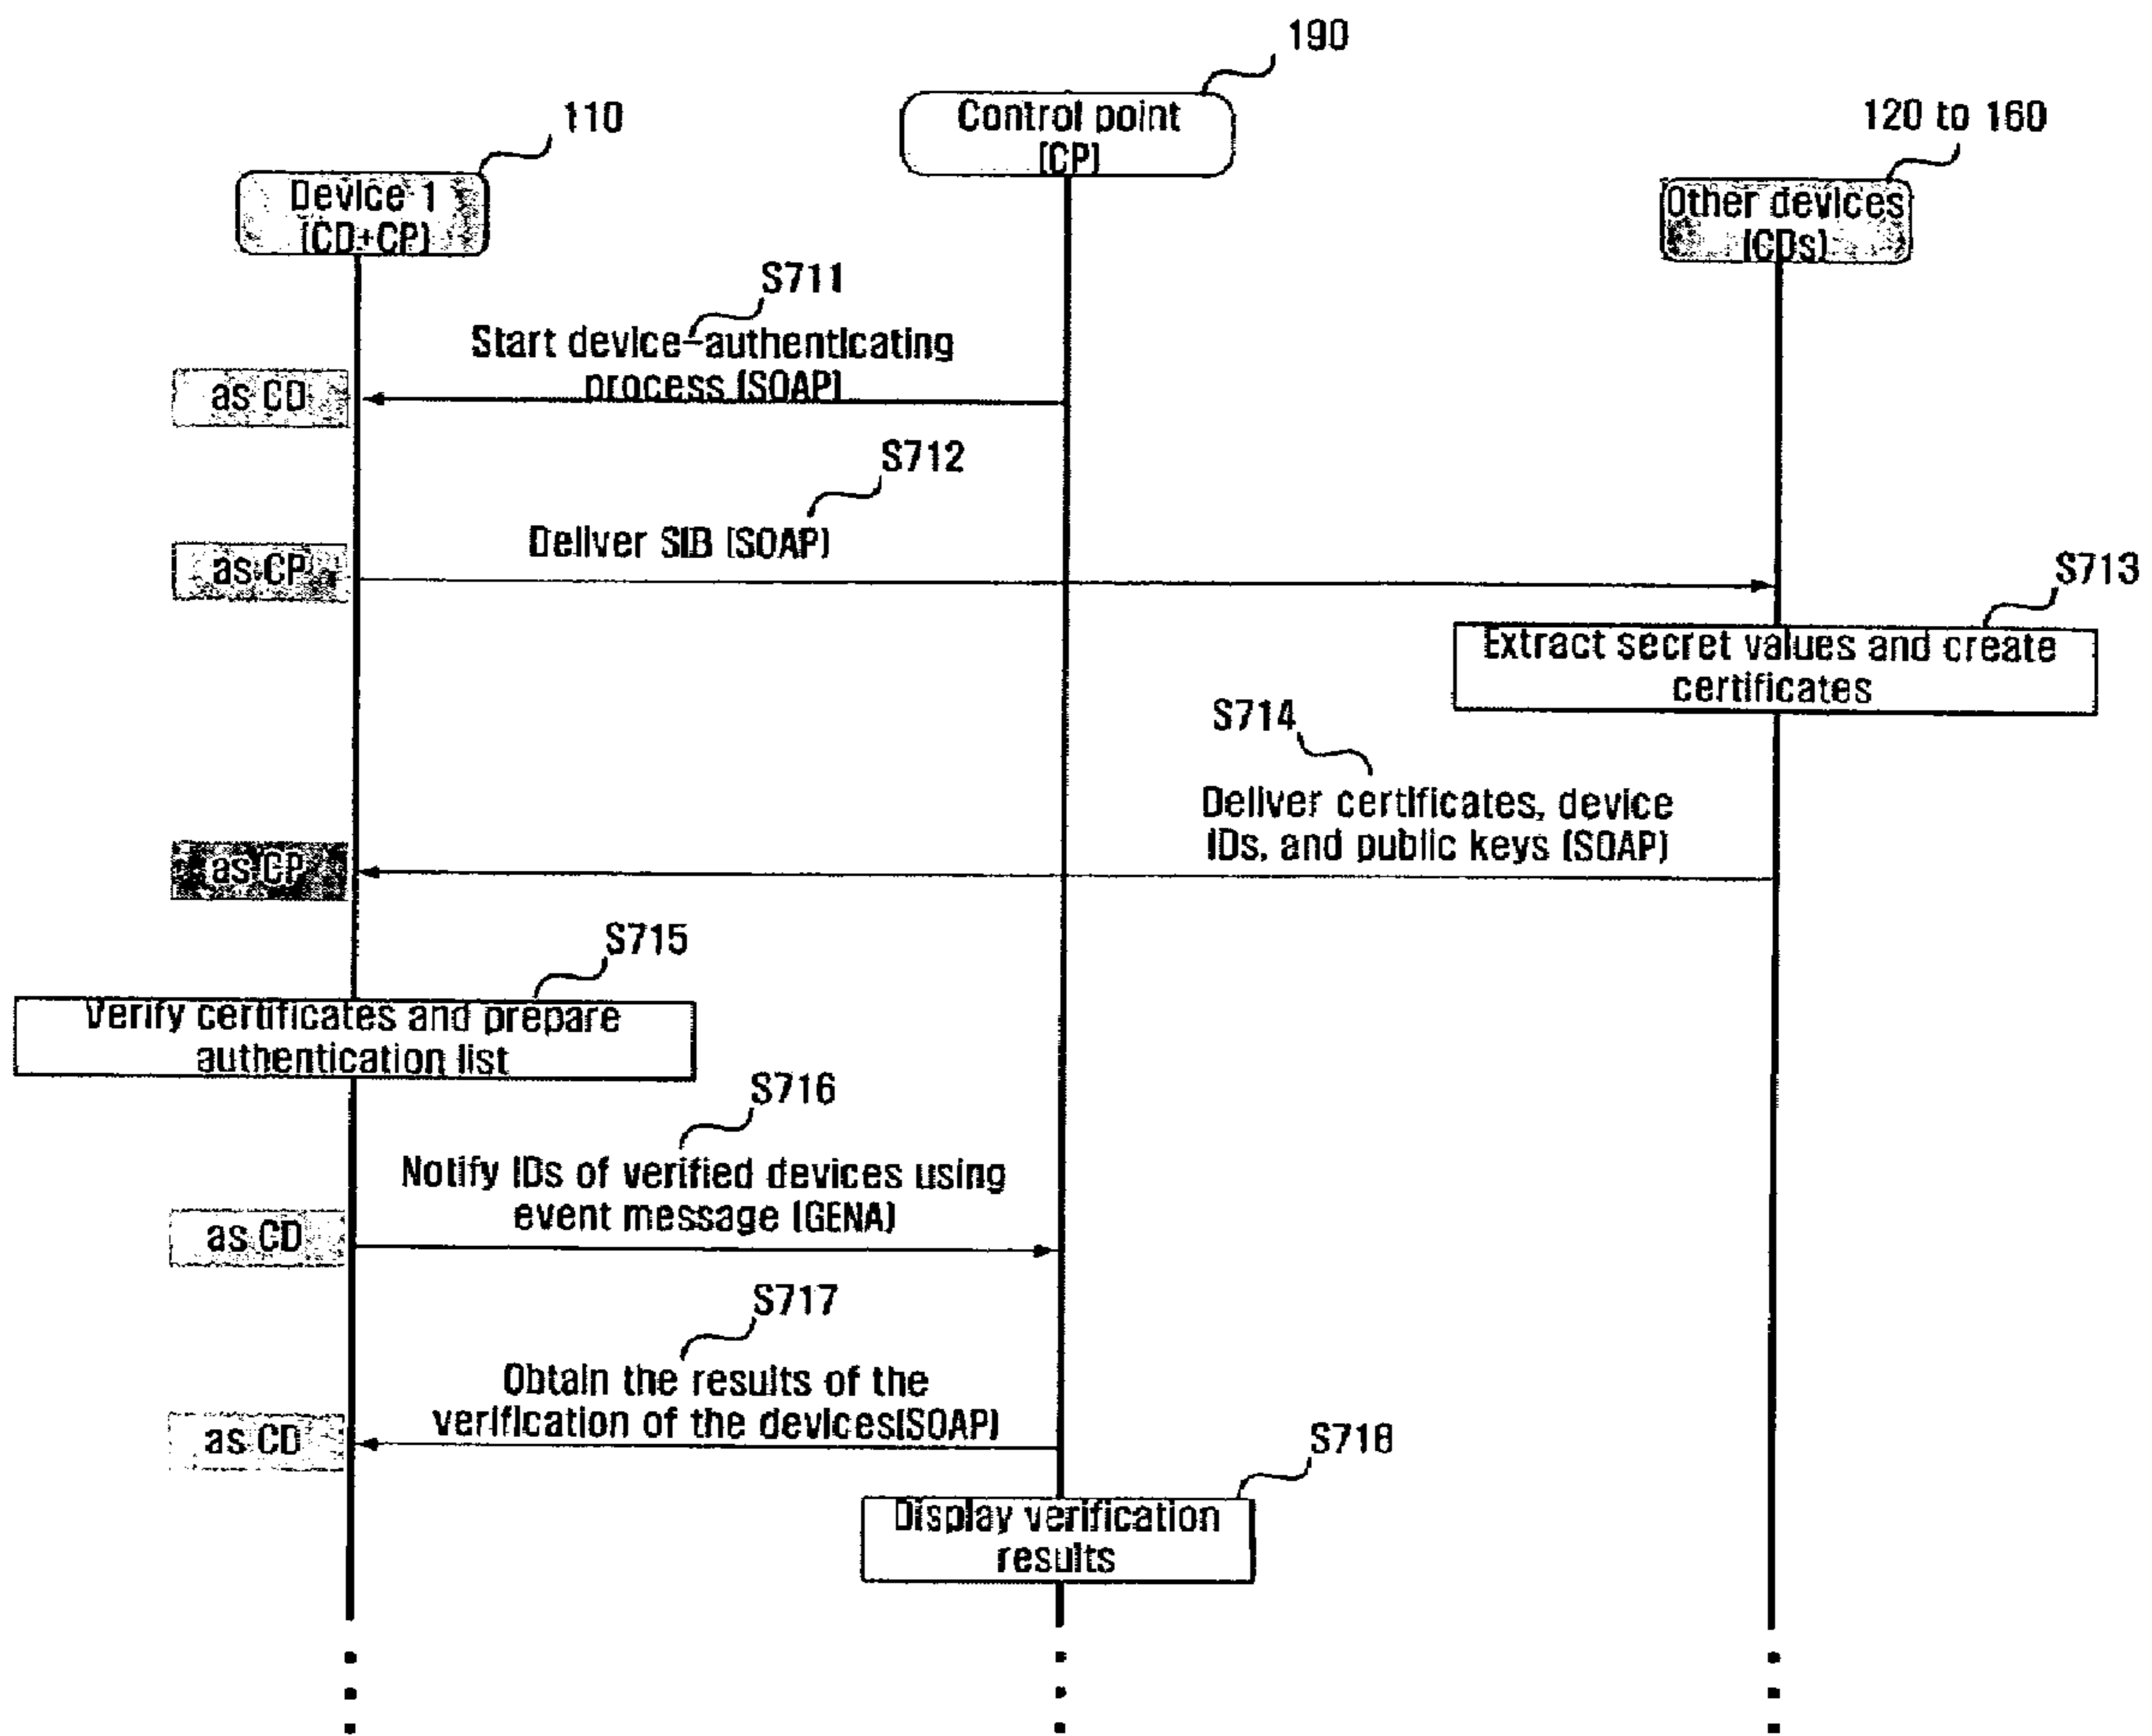 190
Control point
(CP)
110
Device 1
(CD+CP)
120 to 160
Other devices
(CDs)
S711
Start device-authenticating
process (SOAP)
as CD
S712
Deliver SIB (SOAP)
as CP
S713
Extract secret values and create
certificates
S714
Deliver certificates, device
IDs, and public keys (SOAP)
as CP
S715
Verify certificates and prepare
authentication list
S716
Notify IDs of verified devices using
event message (GENA)
as CD
S717
Obtain the results of the
verification of the devices(SOAP)
as CD
S718
Display verification
results